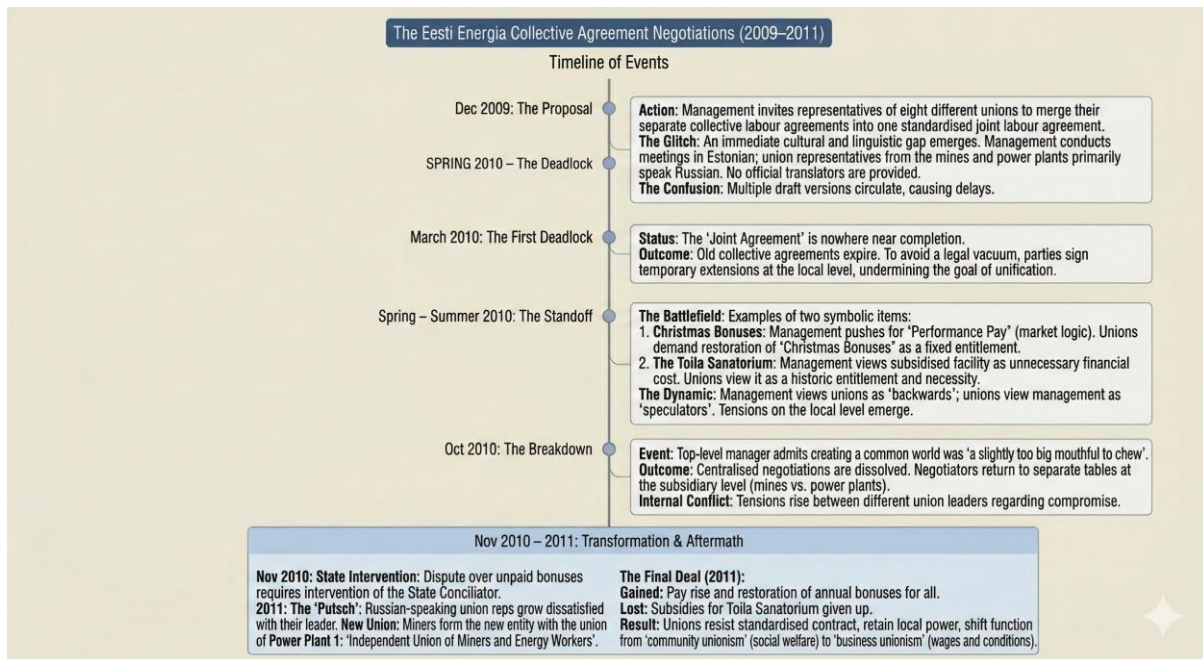 The Eesti Energia Collective Agreement Negotiations (2009–2011)
Timeline of Events
Dec 2009: The Proposal
Action: Management invites representatives of eight different unions to merge their
separate collective labour agreements into one standardised joint labour agreement.
The Glitch: An immediate cultural and linguistic gap emerges. Management conducts
meetings in Estonian; union representatives from the mines and power plants primarily
speak Russian. No official translators are provided.
The Confusion: Multiple draft versions circulate, causing delays.
SPRING 2010 – The Deadlock
March 2010: The First Deadlock
Status: The ‘Joint Agreement’ is nowhere near completion.
Outcome: Old collective agreements expire. To avoid a legal vacuum, parties sign
temporary extensions at the local level, undermining the goal of unification.
Spring – Summer 2010: The Standoff
The Battlefield: Examples of two symbolic items:
1. Christmas Bonuses: Management pushes for ‘Performance Pay’ (market logic). Unions
demand restoration of ‘Christmas Bonuses” as a fixed entitlement.
2. The Toila Sanatorium: Management views subsidised facility as unnecessary financial
cost. Unions view it as a historic entitlement and necessity.
The Dynamic: Management views unions as ‘backwards’; unions view management as
‘speculators’. Tensions on the local level emerge.
Oct 2010: The Breakdown
Event: Top-level manager admits creating a common world was ‘a slightly too big mouthful to chew’.
Outcome: Centralised negotiations are dissolved. Negotiators return to separate tables at
the subsidiary level (mines vs. power plants).
Internal Conflict: Tensions rise between different union leaders regarding compromise.
Nov 2010 – 2011: Transformation & Aftermath
Nov 2010: State Intervention: Dispute over unpaid bonuses
requires intervention of the State Conciliator.
2011: The ‘Putsch’: Russian-speaking union reps grow dissatisfied
with their leader. New Union: Miners form the new entity with the union
of Power Plant 1: ‘Independent Union of Miners and Energy Workers’.
The Final Deal (2011):
Gained: Pay rise and restoration of annual bonuses for all.
Lost: Subsidies for Toila Sanatorium given up.
Result: Unions resist standardised contract, retain local power, shift function
from ‘community unionism’ (social welfare) to ‘business unionism’ (wages and conditions).